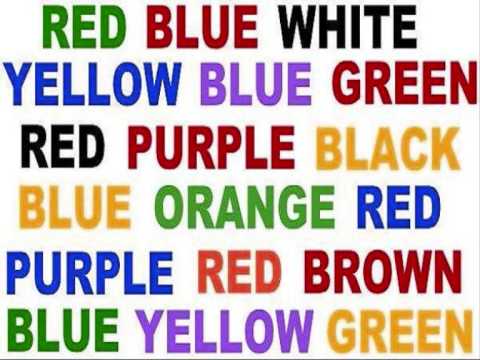 RED BLUE WHITE
YELLOW BLUE GREEN
RED PURPLE BLACK
BLUE ORANGE RED
PURPLE RED BROWN
BLUE YELLOW GREEN